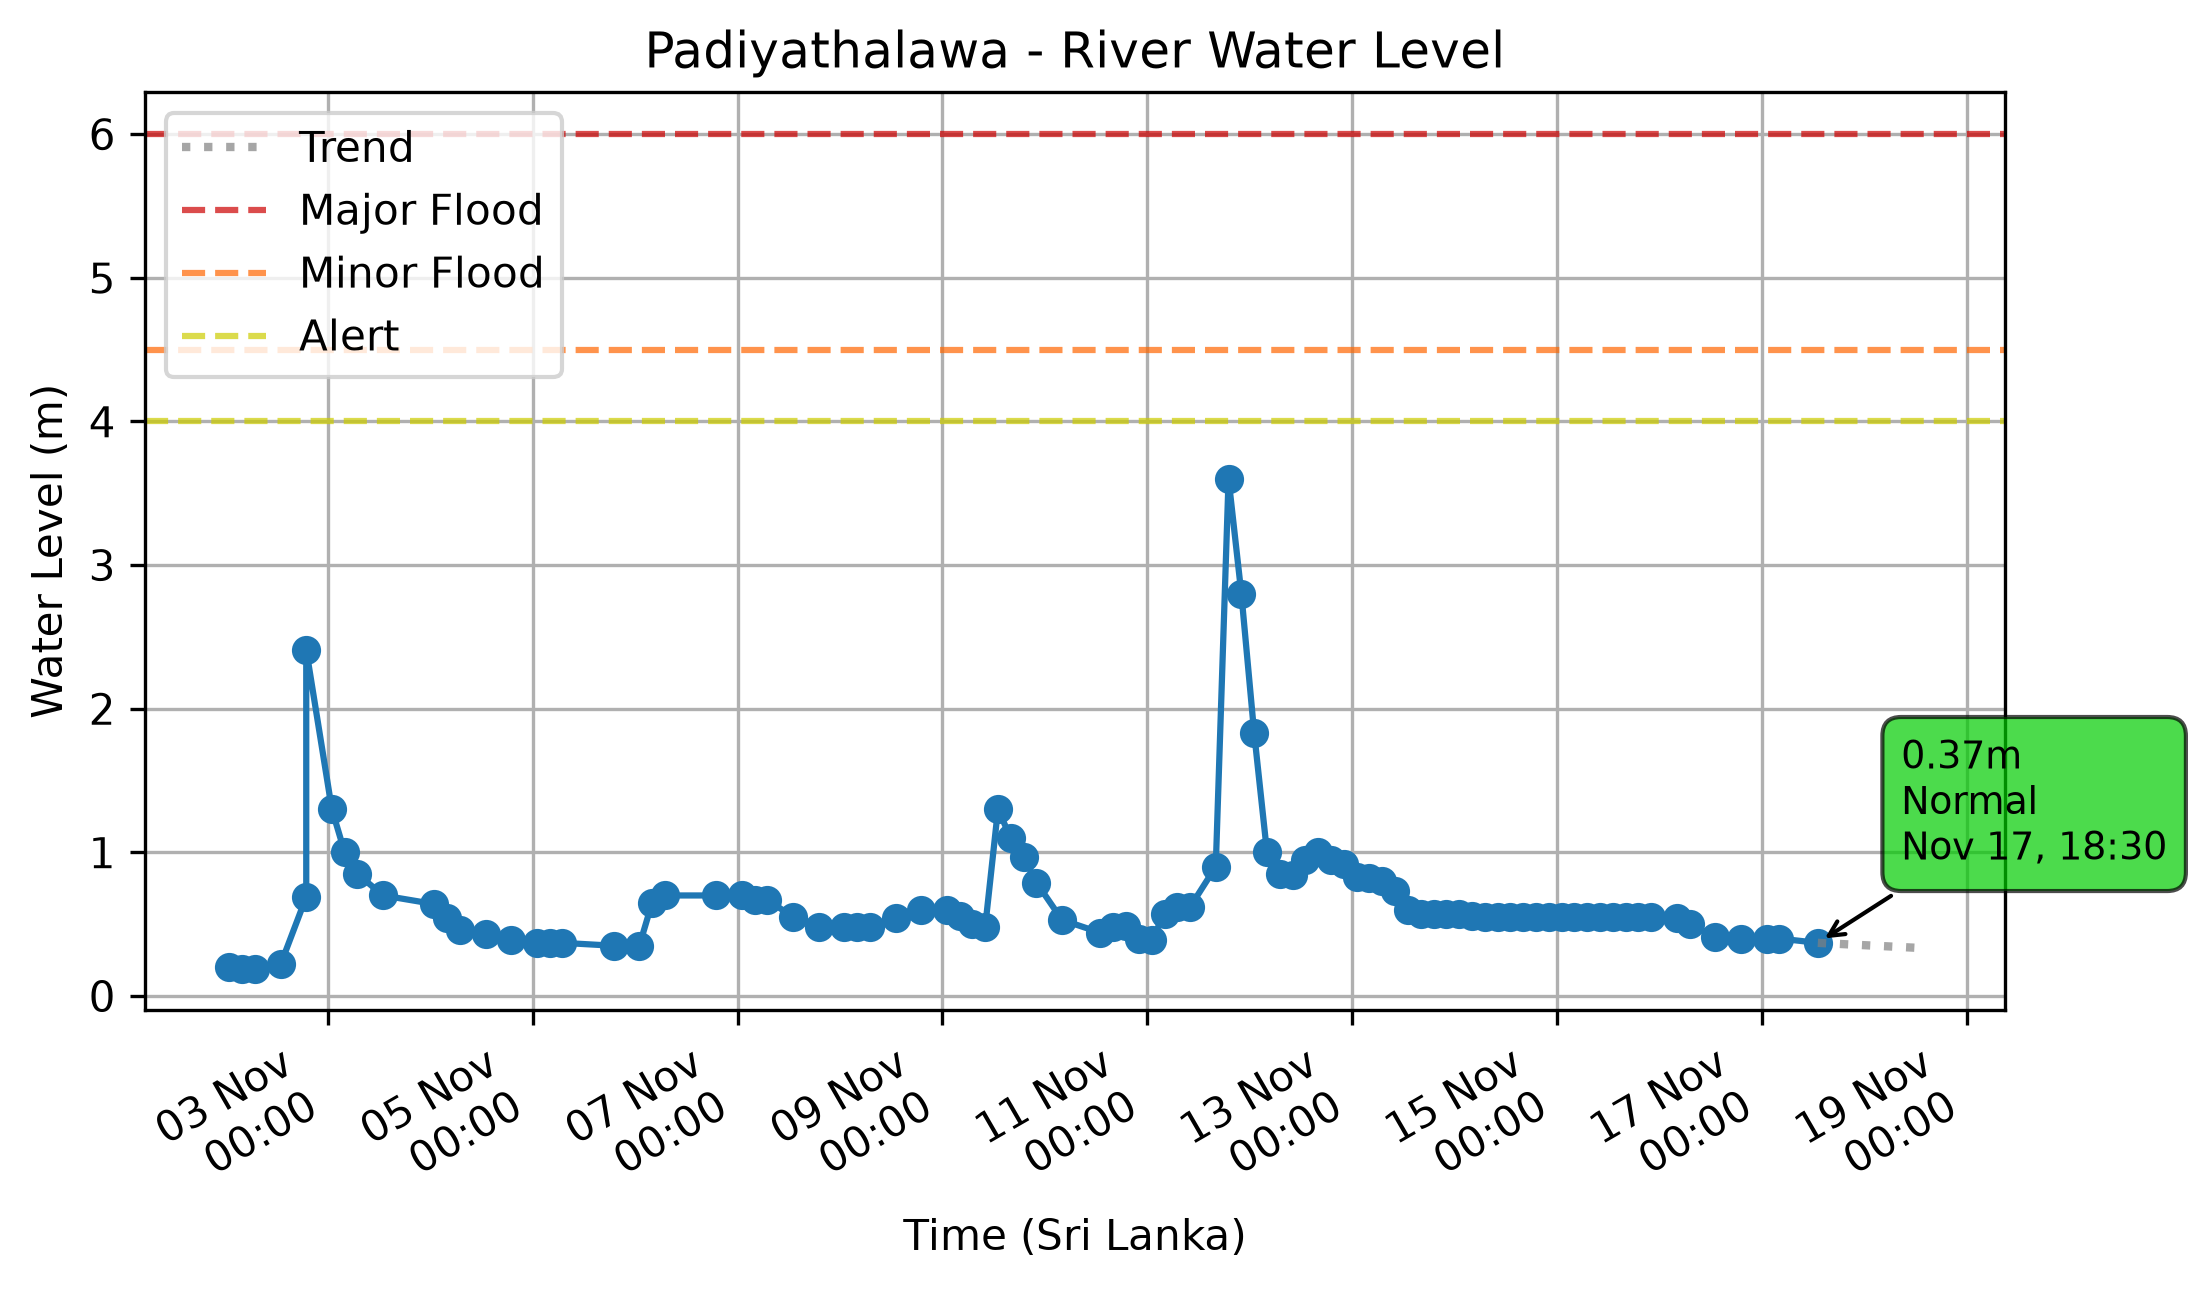 Padiyathalawa - River Water Level
Trend
Major Flood
Minor Flood
Alert
6
5
4
3
2
1
0
Water Level (m)
0.37m
Normal
Nov 17, 18:30
03 Nov
00:00
05 Nov
00:00
07 Nov
00:00
09 Nov
00:00
11 Nov
00:00
13 Nov
00:00
15 Nov
00:00
17 Nov
00:00
19 Nov
00:00
Time (Sri Lanka)